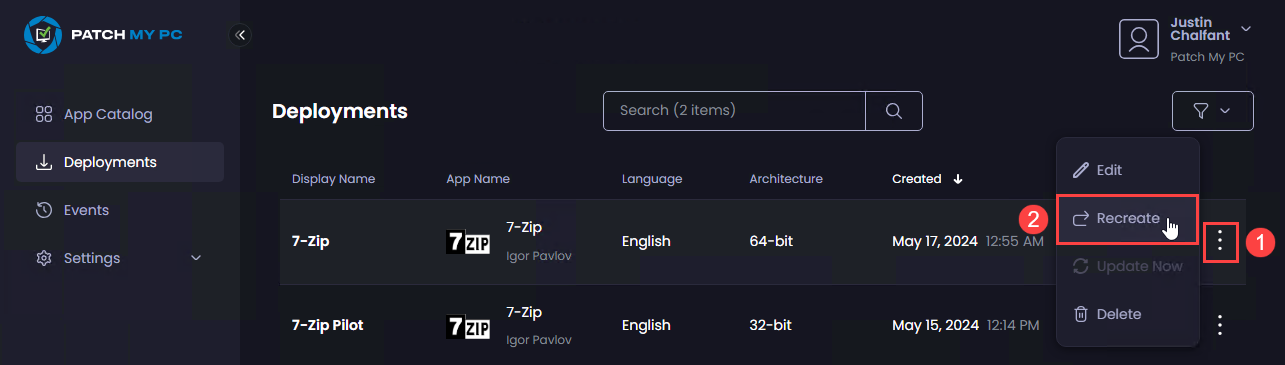 PATCH MY PC
Justin
Chalfant
Patch My PC
App Catalog
Deployments
Events
Settings
Deployments
Search (2 items)
Display Name App Name Language Architecture Created
7-Zip 7ZIP 7-Zip Igor Pavlov English 64-bit May 17, 2024 12:55 AM
7-Zip Pilot 7ZIP 7-Zip Igor Pavlov English 32-bit May 15, 2024 12:14 PM
Edit
2 Recreate
1
Update Now
Delete